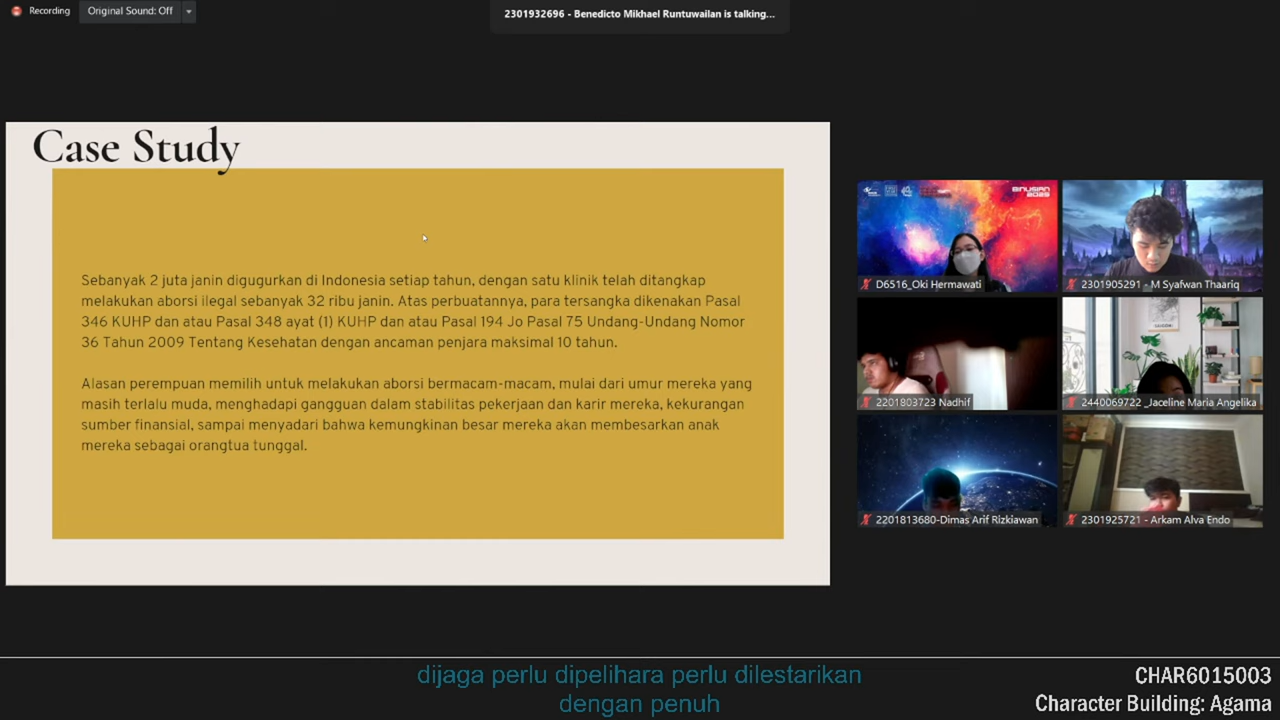 Recording
Original Sound: Off
2301932696 - Benedicto Mikhael Runtuwailan is talking...
Case Study
Sebanyak 2 juta janin digugurkan di Indonesia setiap tahun, dengan satu klinik telah ditangkap
melakukan aborsi ilegal sebanyak 32 ribu janin. Atas perbuatannya, para tersangka dikenakan Pasal
346 KUHP dan atau Pasal 348 ayat (1) KUHP dan atau Pasal 194 Jo Pasal 75 Undang-Undang Nomor
36 Tahun 2009 Tentang Kesehatan dengan ancaman penjara maksimal 10 tahun.
Alasan perempuan memilih untuk melakukan aborsi bermacam-macam, mulai dari umur mereka yang
masih terlalu muda, menghadapi gangguan dalam stabilitas pekerjaan dan karir mereka, kekurangan
sumber finansial, sampai menyadari bahwa kemungkinan besar mereka akan membesarkan anak
mereka sebagai orangtua tunggal.
BINUSIAN
D6516_Oki Hermawati
2301905291 - M Syafwan Thaariq
2201803723 Nadhif
2440069722 _Jaceline Maria Angelika
2201813680-Dimas Arif Rizkiawan
2301925721 - Arkam Alva Endo
dijaga perlu dipelihara perlu dilestarikan
dengan penuh
CHAR6015003
Character Building: Agama